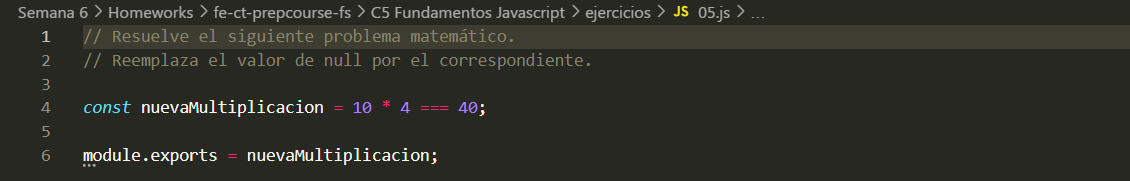 Semana 6 > Homeworks > fe-ct-prepcourse-fs > C5 Fundamentos Javascript > ejercicios > JS 05.js > ...
1 // Resuelve el siguiente problema matemático.
2 // Reemplaza el valor de null por el correspondiente.
3
4 const nuevaMultiplicacion = 10 * 4 === 40;
5
6 module.exports = nuevaMultiplicacion;